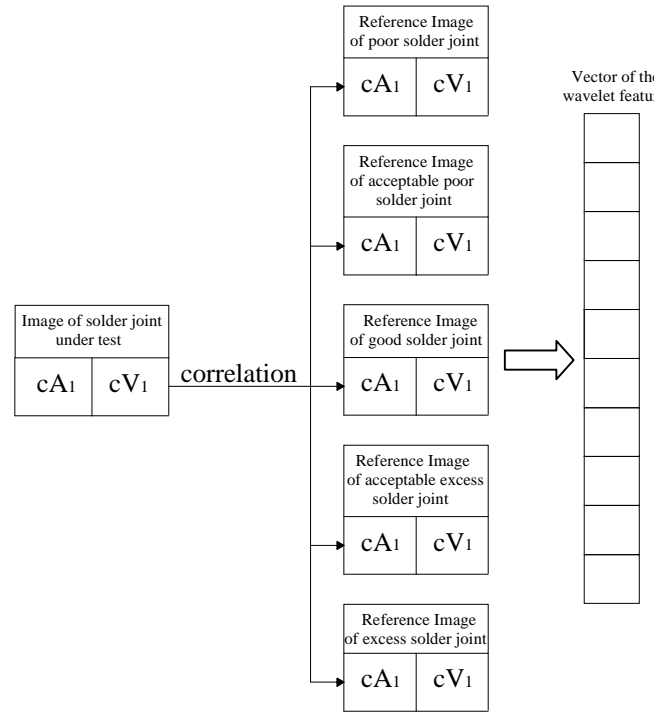 Reference Image
of poor solder joint
cA1 cV1
Reference Image
of acceptable poor
solder joint
cA1 cV1
Image of solder joint
under test
cA1 cV1
correlation
Reference Image
of good solder joint
cA1 cV1
Reference Image
of acceptable excess
solder joint
cA1 cV1
Reference Image
of excess solder joint
cA1 cV1
Vector of the
wavelet featur